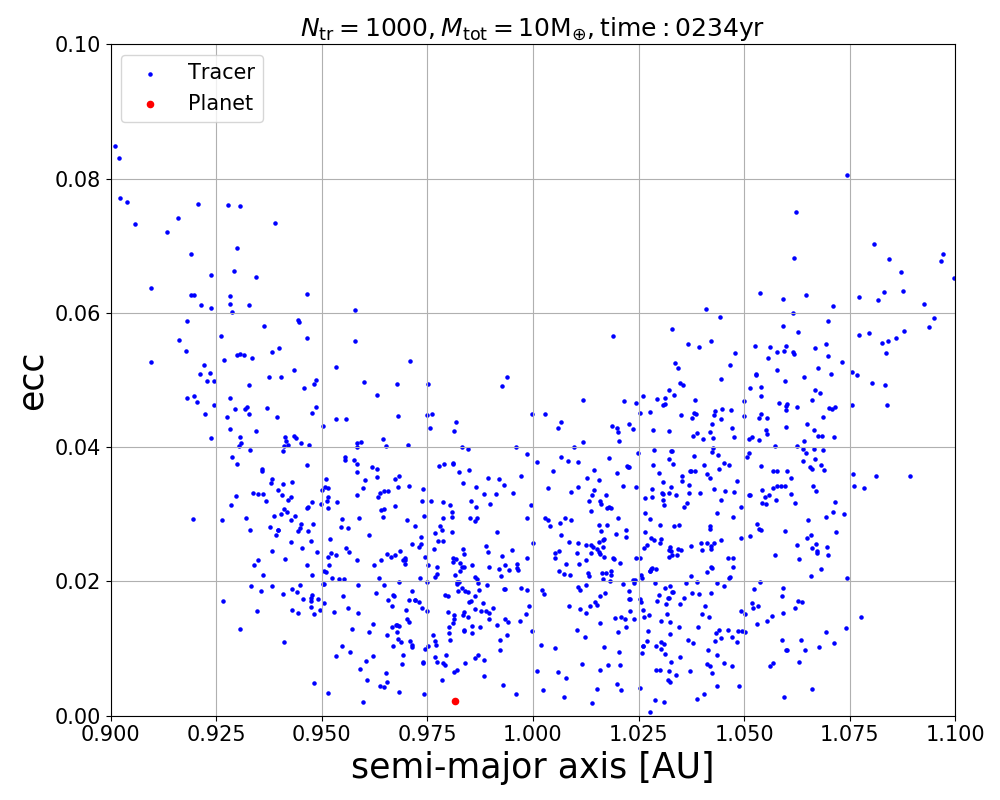 N_tr = 1000, M_tot = 10M_⊕, time : 0234yr
0.10
Tracer
Planet
0.08
0.06
ecc
0.04
0.02
0.00
0.900 0.925 0.950 0.975 1.000 1.025 1.050 1.075 1.100
semi-major axis [AU]